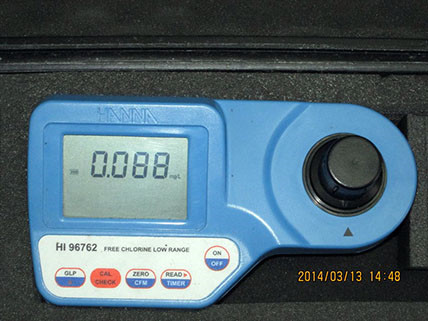 HANNA
0.088 mg/L
HI 96762 FREE CHLORINE LOW RANGE
ON
OFF
GLP
CAL
CHECK
ZERO
CFM
READ
TIMER
2014/03/13 14:48